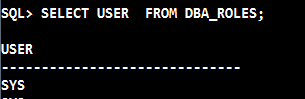 SQL> SELECT USER  FROM DBA_ROLES;
USER
------------------------------
SYS